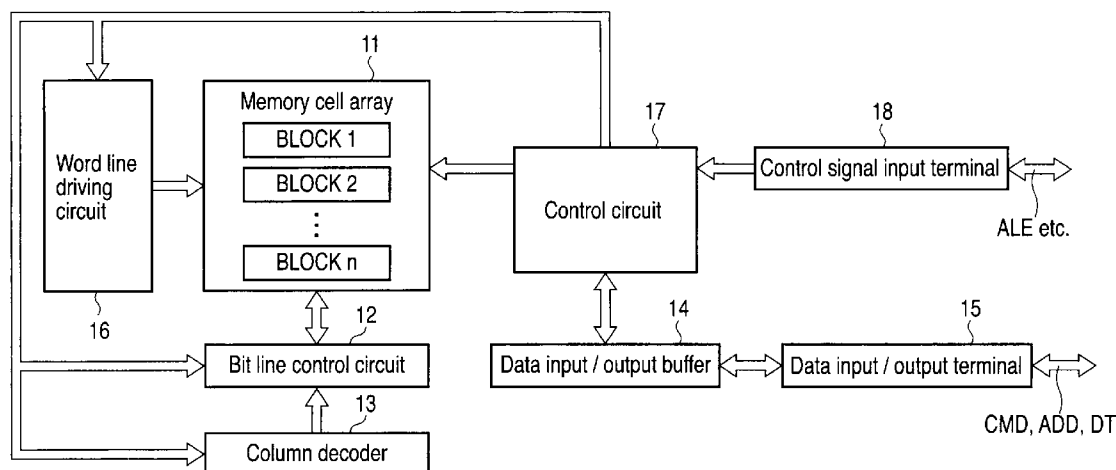 11
Memory cell array
BLOCK 1
BLOCK 2
⋮
BLOCK n
Word line
driving
circuit
16
17
Control circuit
18
Control signal input terminal
ALE etc.
12
Bit line control circuit
13
Column decoder
14
Data input / output buffer
15
Data input / output terminal
CMD, ADD, DT